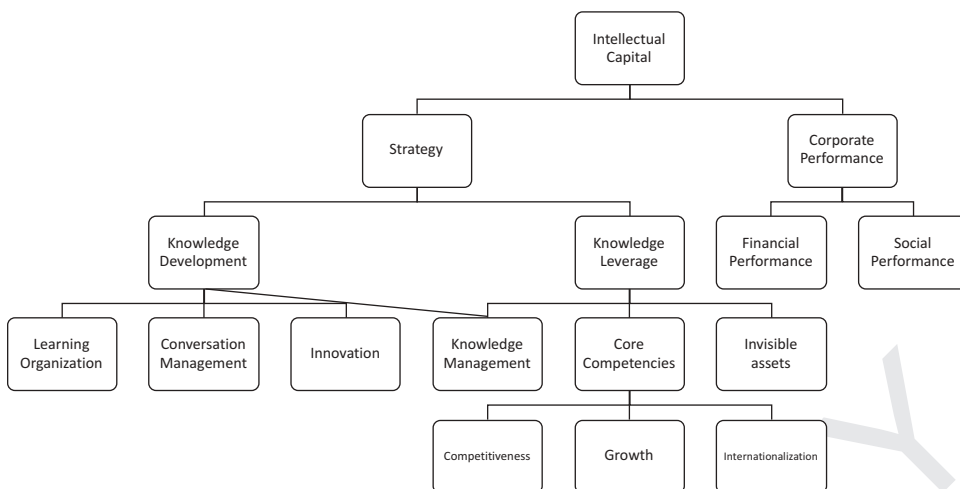 Intellectual
Capital
Strategy
Corporate
Performance
Knowledge
Development
Knowledge
Leverage
Financial
Performance
Social
Performance
Learning
Organization
Conversation
Management
Innovation
Knowledge
Management
Core
Competencies
Invisible
assets
Competitiveness
Growth
Internationalization
Y